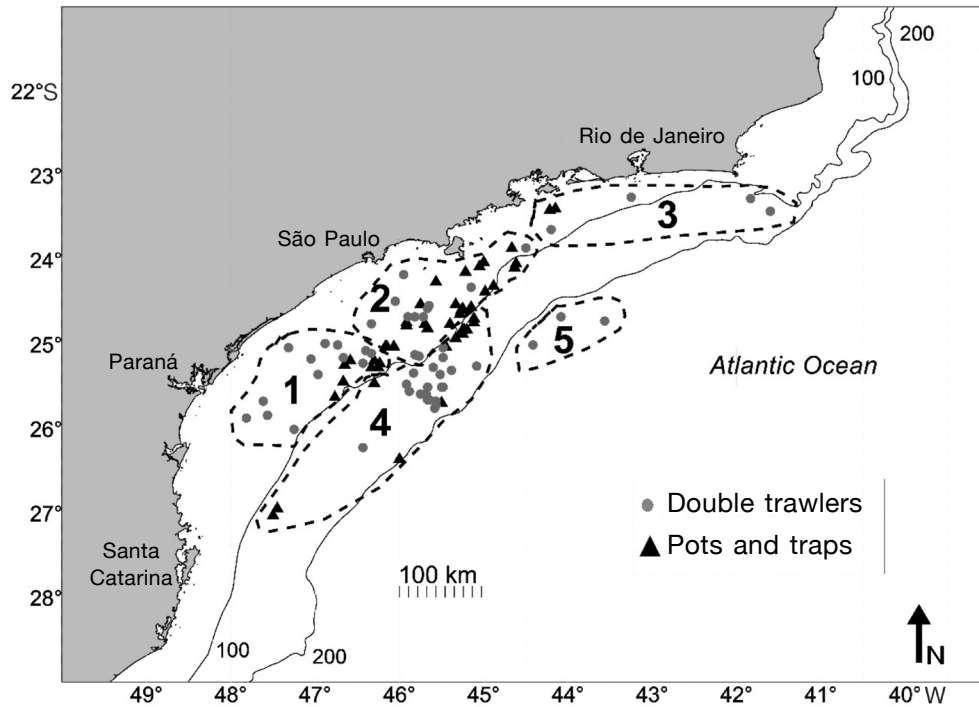 200
100
22°S
Rio de Janeiro
23°
3
São Paulo
24°
2
5
25°
Paraná
Atlantic Ocean
1
4
26°
Double trawlers
27°
Pots and traps
Santa
Catarina
100 km
28°
100
200
N
49° 48° 47° 46° 45° 44° 43° 42° 41° 40° W